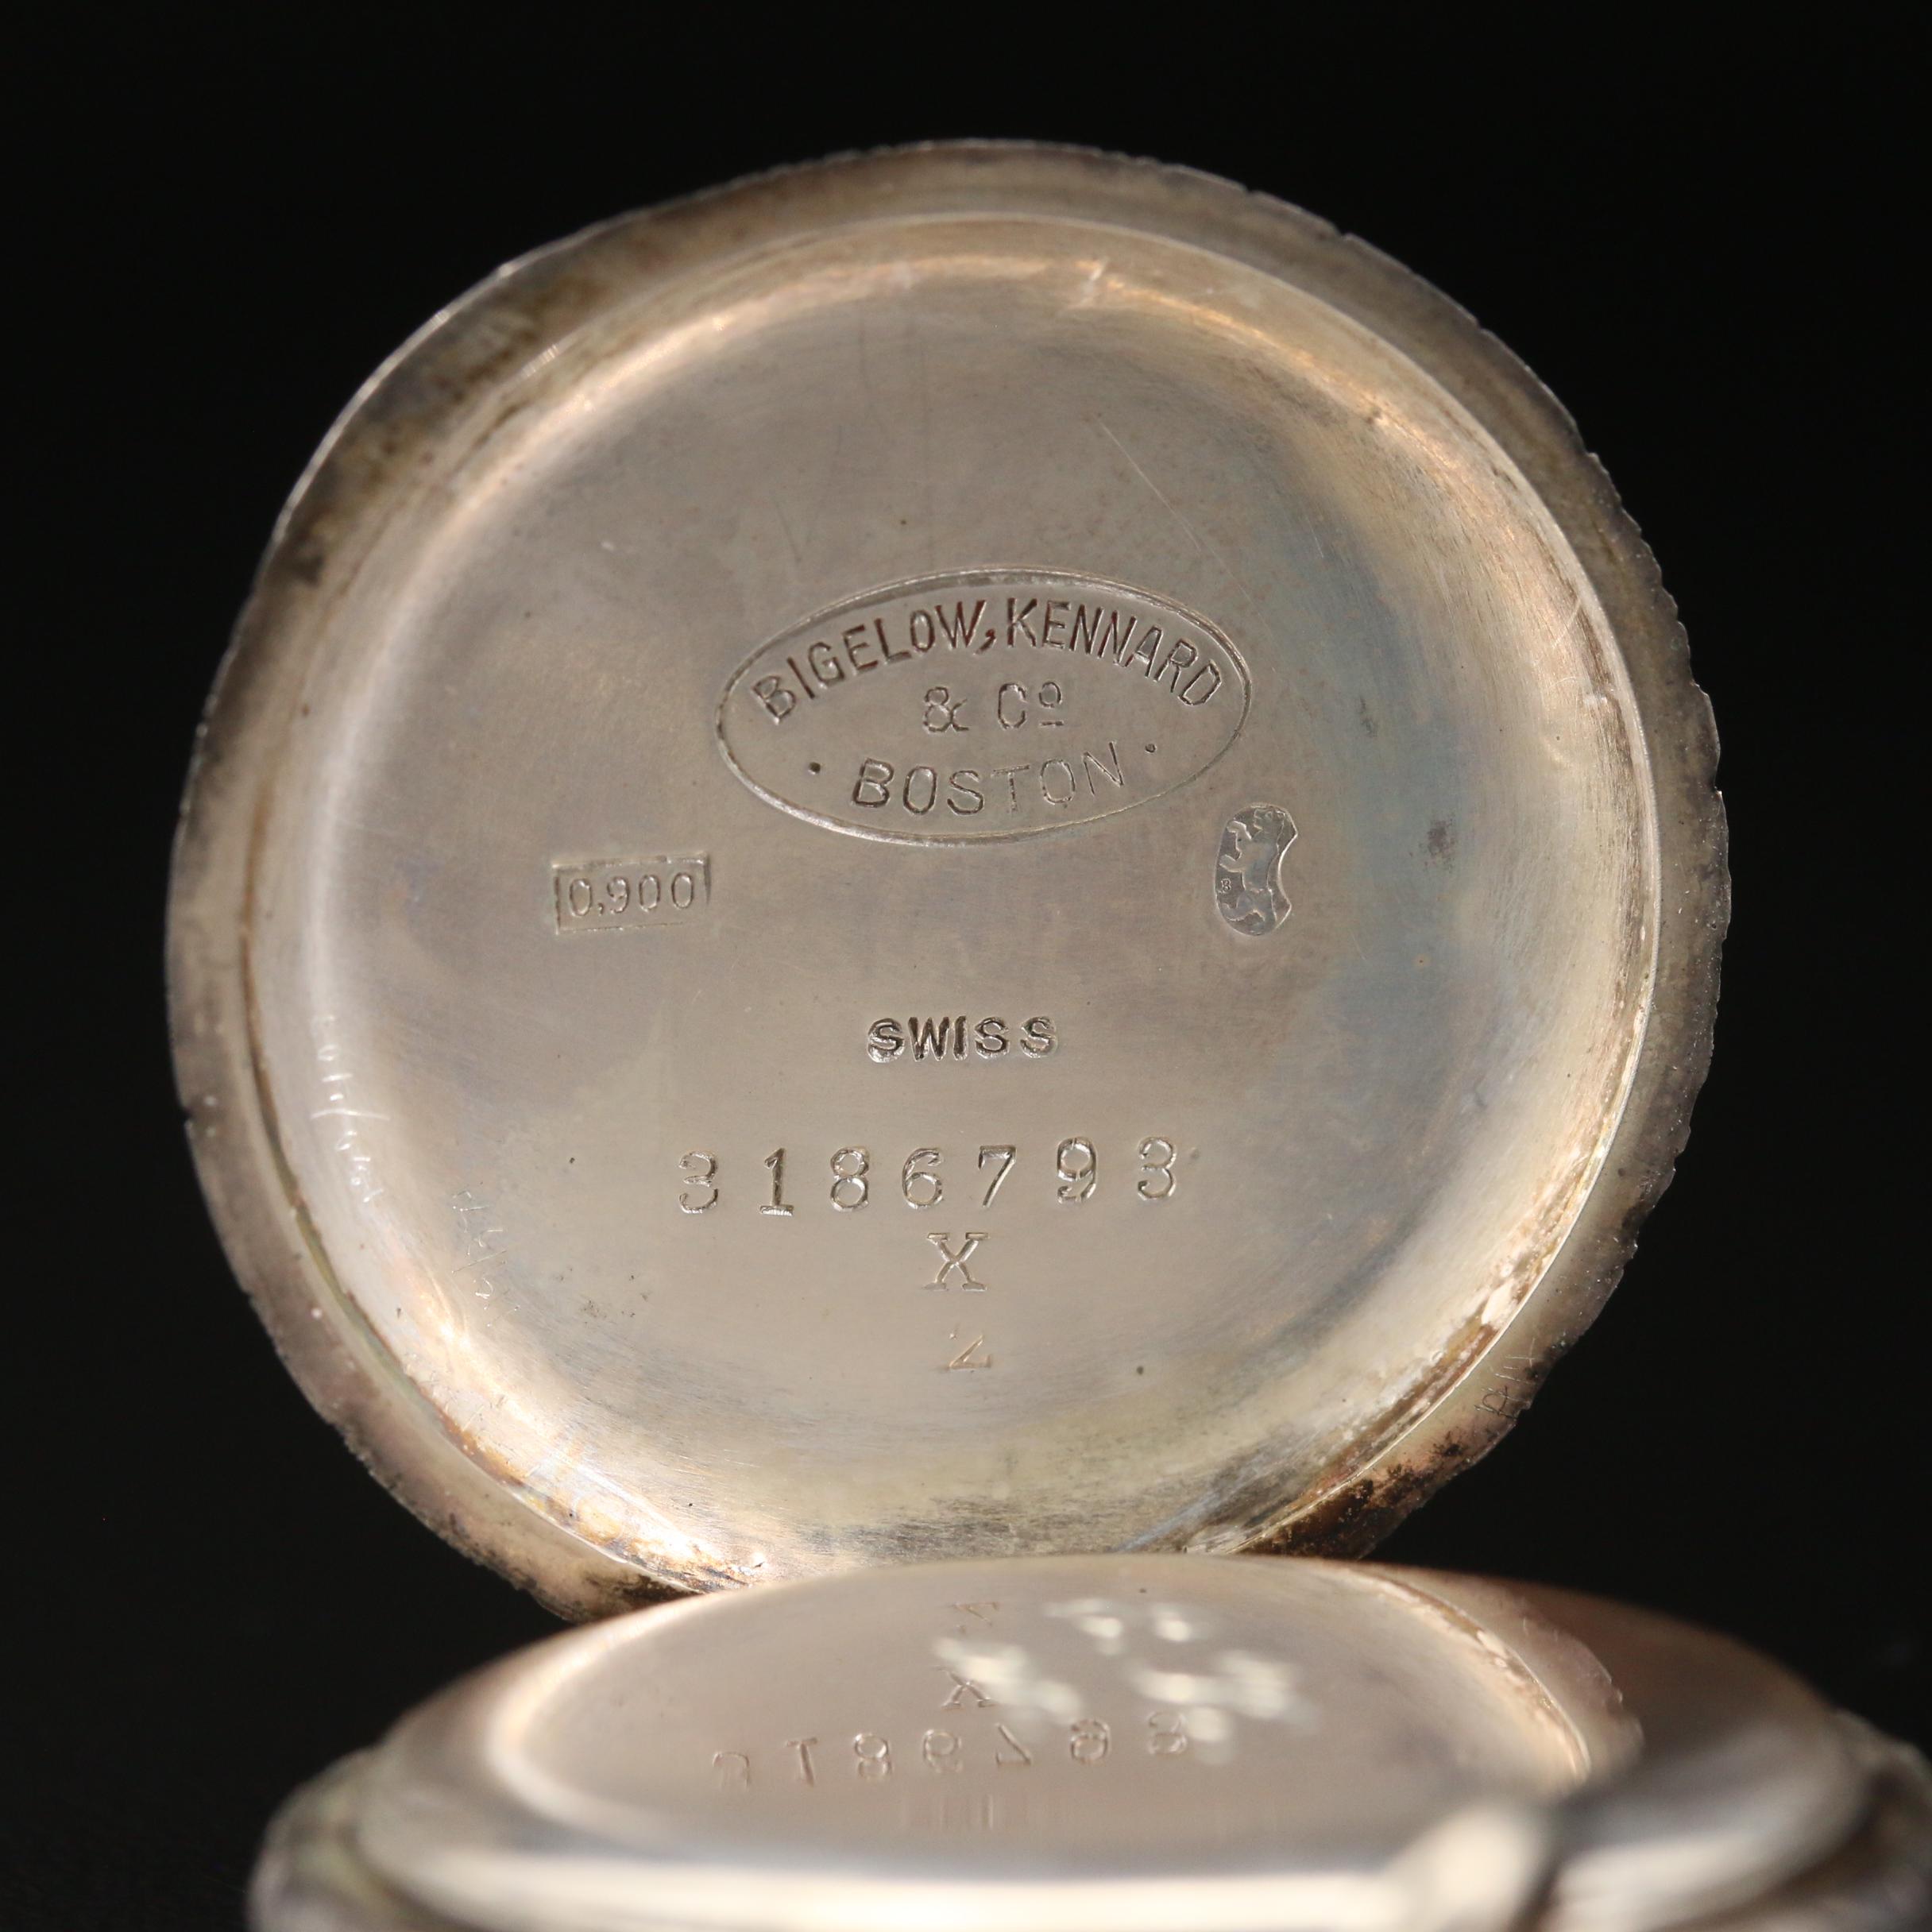 BIGELOW, KENNARD
& Cº
· BOSTON ·
0,900
SWISS
3186793
X